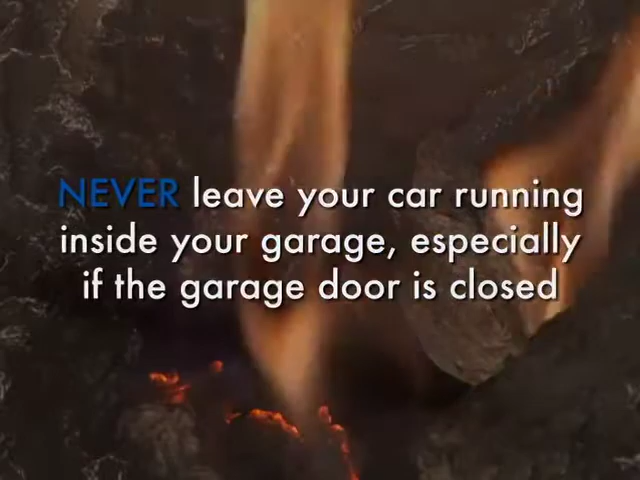 NEVER leave your car running
inside your garage, especially
if the garage door is closed